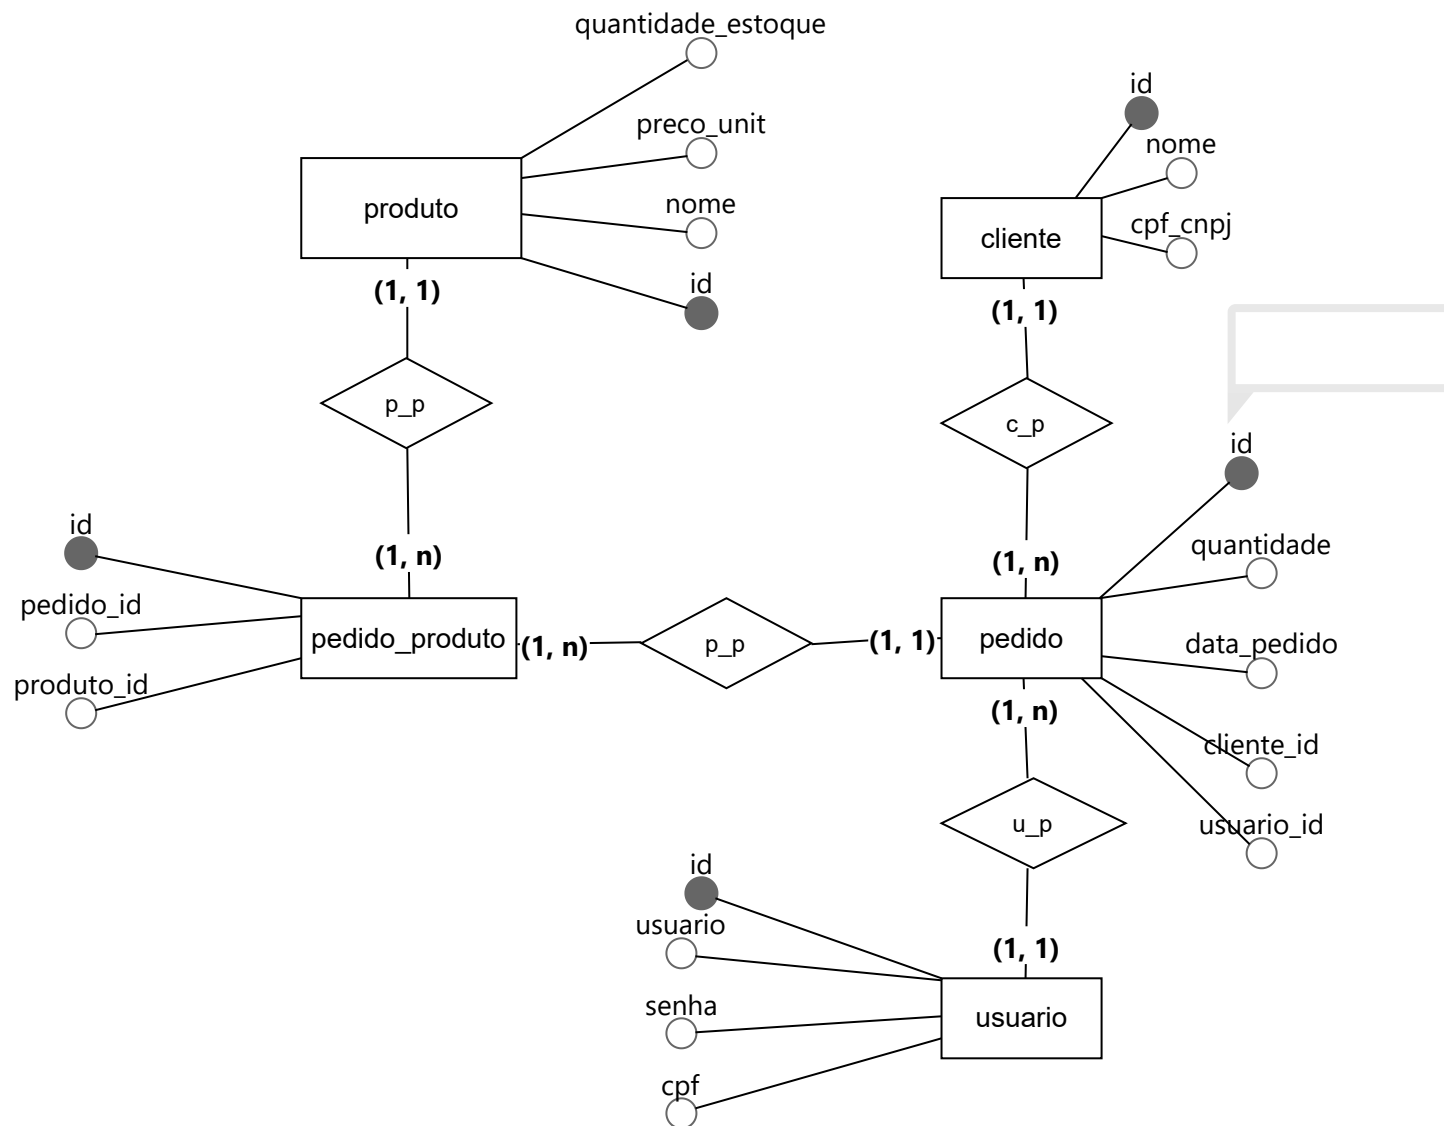 quantidade_estoque
preco_unit
nome
id
produto
(1, 1)
p_p
(1, n)
id
nome
cpf_cnpj
cliente
(1, 1)
c_p
(1, n)
id
pedido_id
produto_id
pedido_produto
(1, n)
p_p
(1, 1)
pedido
id
quantidade
data_pedido
cliente_id
usuario_id
(1, n)
u_p
(1, 1)
id
usuario
senha
cpf
usuario